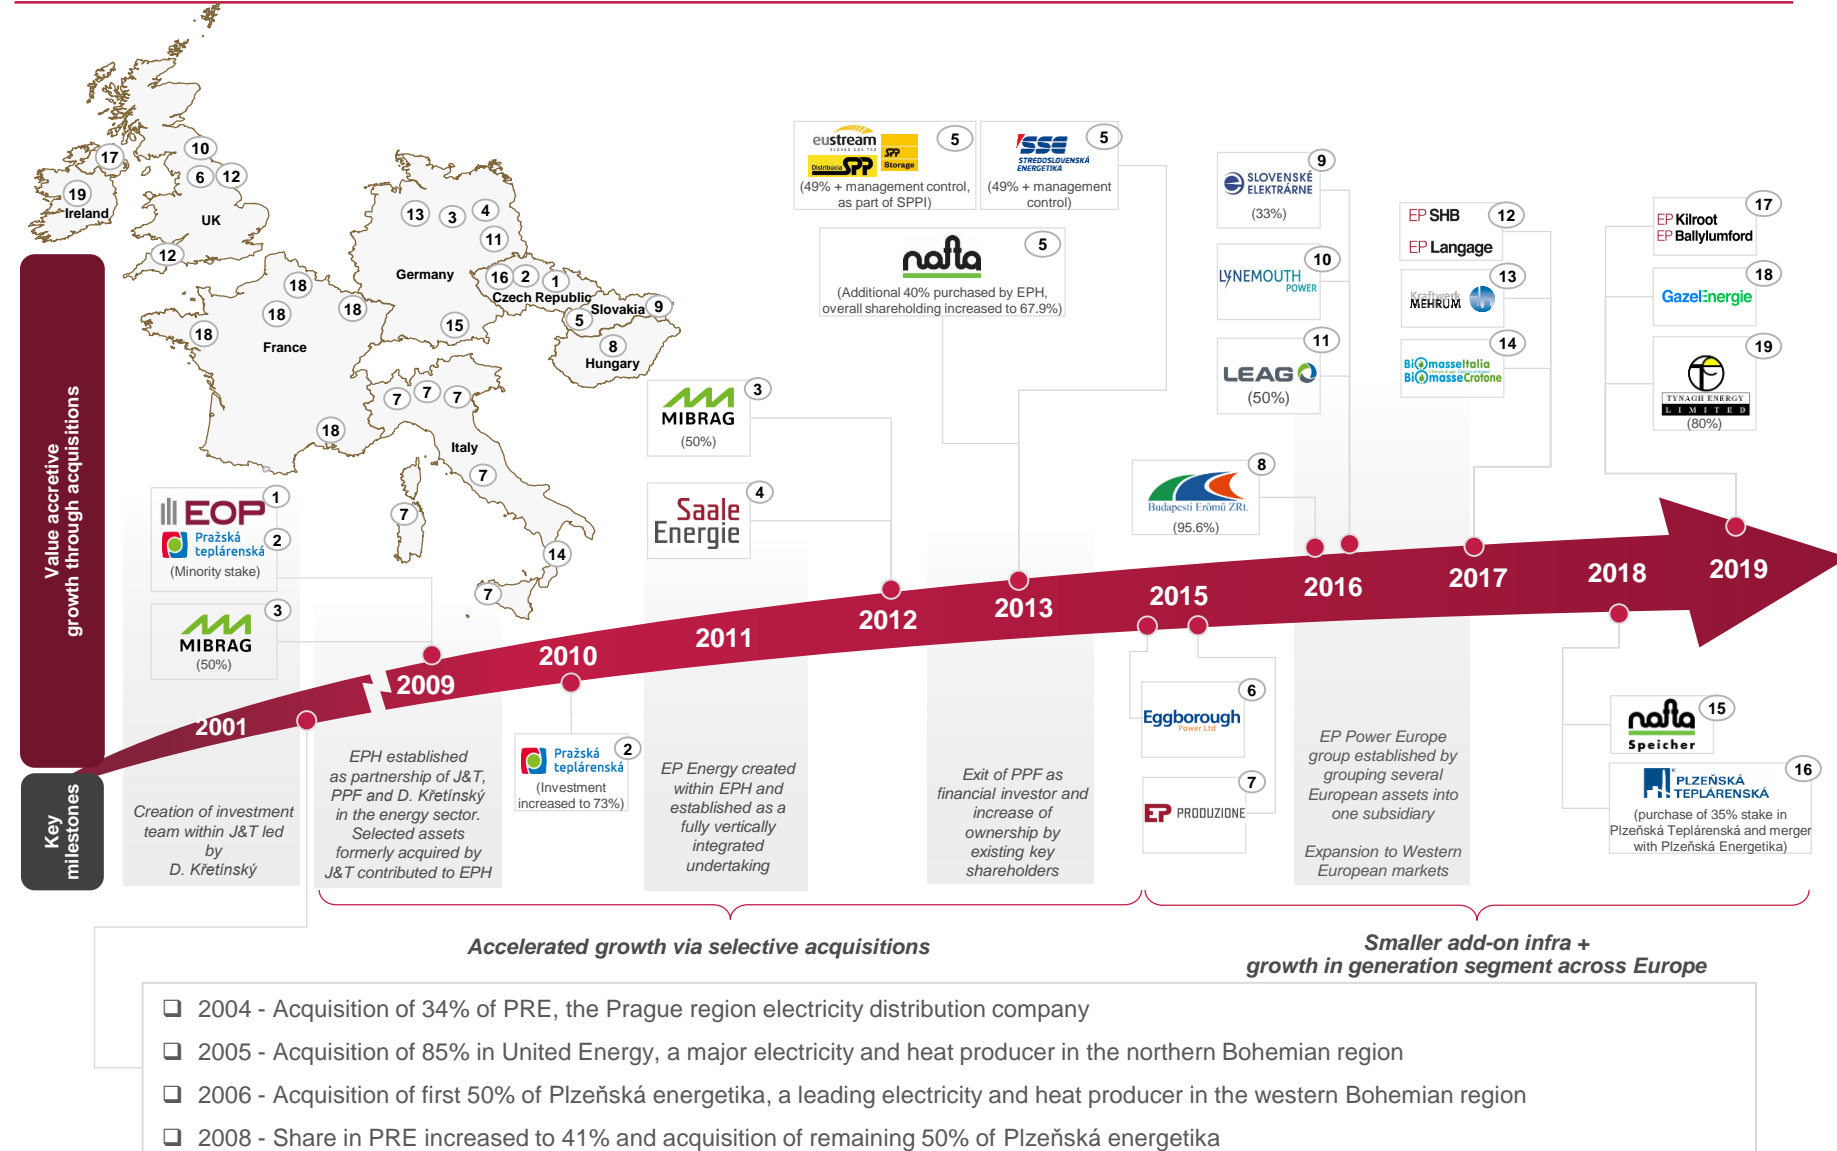 10
17
6
12
19
Ireland
UK
12
13
3
4
11
Germany
16
2
1
Czech Republic
Slovakia
9
5
15
8
Hungary
18
18
18
18
France
18
7
7
7
Italy
7
7
14
7
Value accretive
growth through acquisitions
Key
milestones
EOP
1
Pražská
teplárenská
2
(Minority stake)
MIBRAG
3
(50%)
MIBRAG
3
(50%)
Saale
Energie
4
eustream
SLOVAK GAS TSO
Distribúcia SPP
SPP
Storage
5
(49% + management control,
as part of SPPI)
SSE
STREDOSLOVENSKÁ
ENERGETIKA
5
(49% + management
control)
nafta
5
(Additional 40% purchased by EPH,
overall shareholding increased to 67.9%)
Budapesti Erőmű ZRt.
8
(95.6%)
SLOVENSKÉ
ELEKTRÁRNE
9
(33%)
LYNEMOUTH
POWER
10
LEAG
11
(50%)
EP SHB
EP Langage
12
Kraftwerk
MEHRUM
13
BiomasseItalia
BiomasseCrotone
14
EP Kilroot
EP Ballylumford
17
GazelEnergie
18
TYNAGH ENERGY
LIMITED
19
(80%)
2001
2009
2010
2011
2012
2013
2015
2016
2017
2018
2019
Creation of investment
team within J&T led
by
D. Křetínský
EPH established
as partnership of J&T,
PPF and D. Křetínský
in the energy sector.
Selected assets
formerly acquired by
J&T contributed to EPH
Pražská
teplárenská
2
(Investment
increased to 73%)
EP Energy created
within EPH and
established as a
fully vertically
integrated
undertaking
Exit of PPF as
financial investor and
increase of
ownership by
existing key
shareholders
Eggborough
Power Ltd
6
EP PRODUZIONE
7
EP Power Europe
group established by
grouping several
European assets into
one subsidiary
Expansion to Western
European markets
nafta
Speicher
15
PLZEŇSKÁ
TEPLÁRENSKÁ
16
(purchase of 35% stake in
Plzeňská Teplárenská and merger
with Plzeňská Energetika)
Accelerated growth via selective acquisitions
Smaller add-on infra +
growth in generation segment across Europe
❑ 2004 - Acquisition of 34% of PRE, the Prague region electricity distribution company
❑ 2005 - Acquisition of 85% in United Energy, a major electricity and heat producer in the northern Bohemian region
❑ 2006 - Acquisition of first 50% of Plzeňská energetika, a leading electricity and heat producer in the western Bohemian region
❑ 2008 - Share in PRE increased to 41% and acquisition of remaining 50% of Plzeňská energetika